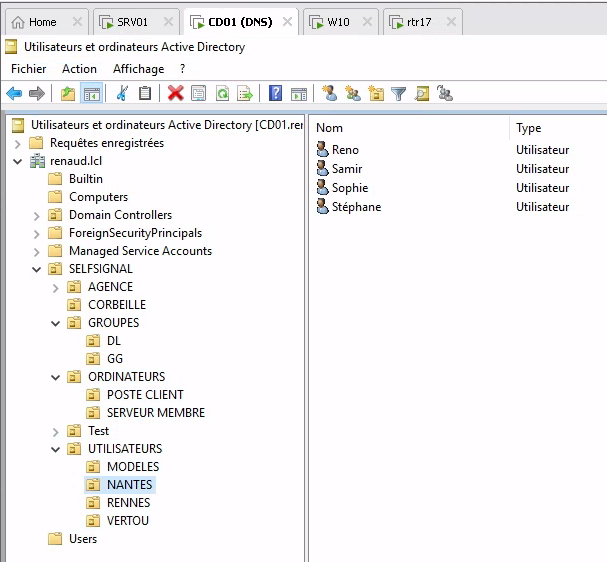 Home SRV01 CD01 (DNS) W10 rtr17
Utilisateurs et ordinateurs Active Directory
Fichier Action Affichage ?
Utilisateurs et ordinateurs Active Directory [CD01.ren
Requêtes enregistrées
renaud.lcl
Builtin
Computers
Domain Controllers
ForeignSecurityPrincipals
Managed Service Accounts
SELFSIGNAL
AGENCE
CORBEILLE
GROUPES
DL
GG
ORDINATEURS
POSTE CLIENT
SERVEUR MEMBRE
Test
UTILISATEURS
MODELES
NANTES
RENNES
VERTOU
Users
Nom Type
Reno Utilisateur
Samir Utilisateur
Sophie Utilisateur
Stéphane Utilisateur